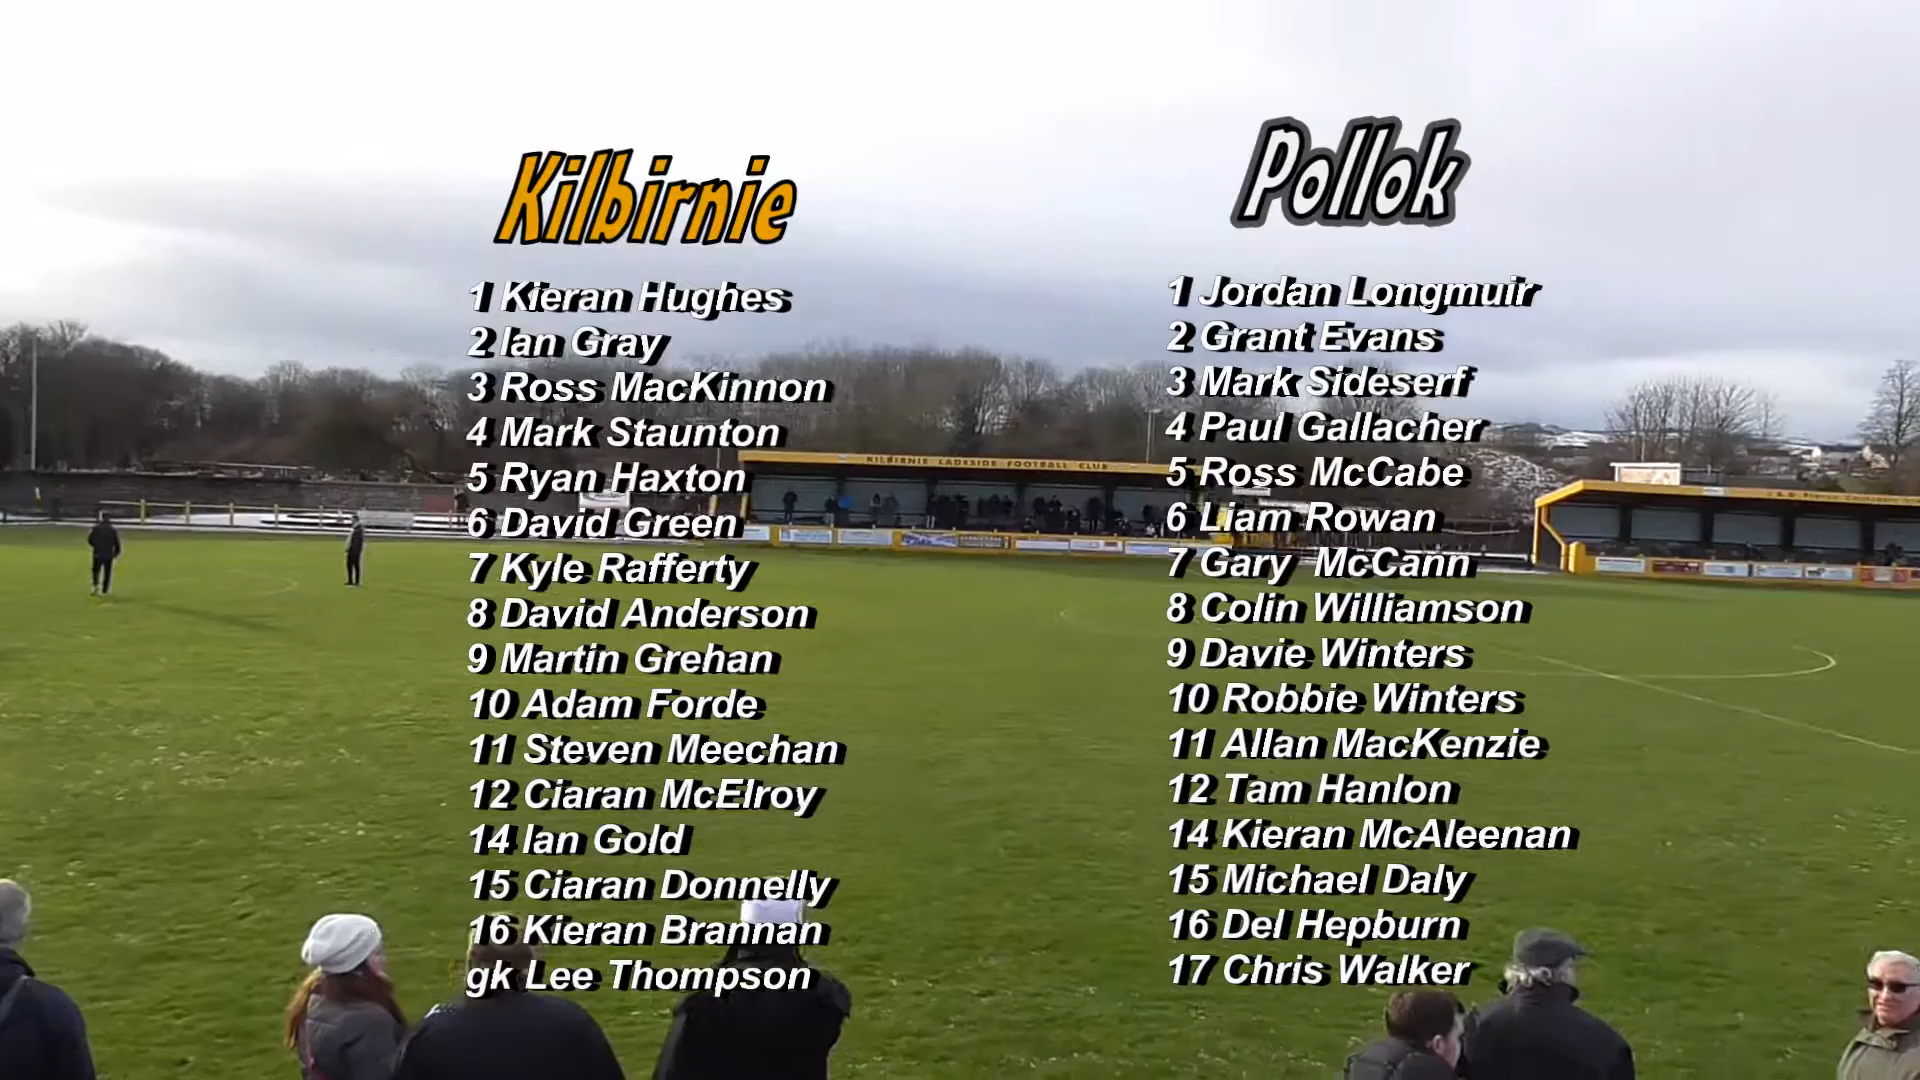 Kilbirnie
1 Kieran Hughes
2 Ian Gray
3 Ross MacKinnon
4 Mark Staunton
5 Ryan Haxton
6 David Green
7 Kyle Rafferty
8 David Anderson
9 Martin Grehan
10 Adam Forde
11 Steven Meechan
12 Ciaran McElroy
14 Ian Gold
15 Ciaran Donnelly
16 Kieran Brannan
gk Lee Thompson
Pollok
1 Jordan Longmuir
2 Grant Evans
3 Mark Sideserf
4 Paul Gallacher
5 Ross McCabe
6 Liam Rowan
7 Gary McCann
8 Colin Williamson
9 Davie Winters
10 Robbie Winters
11 Allan MacKenzie
12 Tam Hanlon
14 Kieran McAleenan
15 Michael Daly
16 Del Hepburn
17 Chris Walker
KILBIRNIE LADESIDE FOOTBALL CLUB